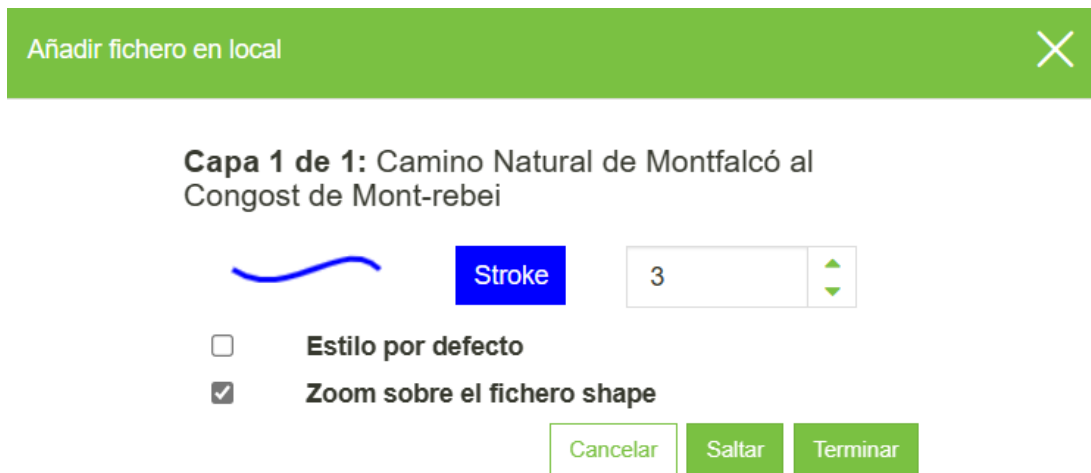 Añadir fichero en local
Capa 1 de 1: Camino Natural de Montfalcó al
Congost de Mont-rebei
Stroke 3
Estilo por defecto
Zoom sobre el fichero shape
Cancelar Saltar Terminar